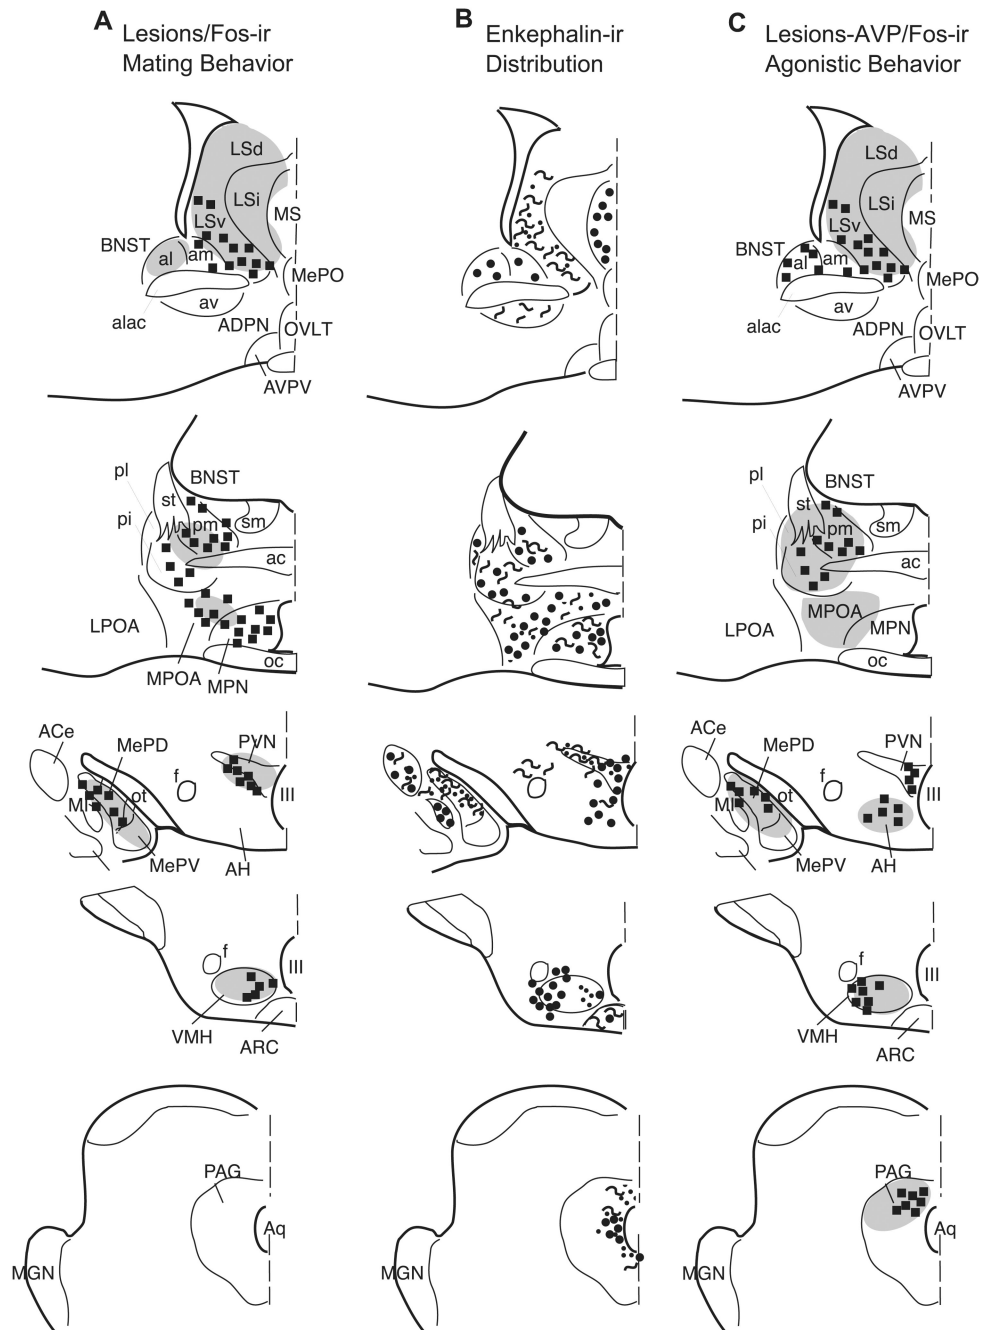 A Lesions/Fos-ir
Mating Behavior
B Enkephalin-ir
Distribution
C Lesions-AVP/Fos-ir
Agonistic Behavior
LSd
LSi
LSv
MS
BNST
al
am
MePO
av
alac
ADPN
OVLT
AVPV
LSd
LSi
LSv
MS
BNST
al
am
MePO
av
alac
ADPN
OVLT
AVPV
pl
BNST
st
pi
pm
sm
ac
LPOA
oc
MPOA
MPN
pl
BNST
st
pi
pm
sm
ac
MPOA
LPOA
MPN
oc
ACe
MePD
PVN
f
MI
ot
III
MePV
AH
ACe
MePD
PVN
f
MI
ot
III
MePV
AH
f
III
VMH
ARC
f
III
VMH
ARC
PAG
Aq
MGN
MGN
PAG
Aq
MGN